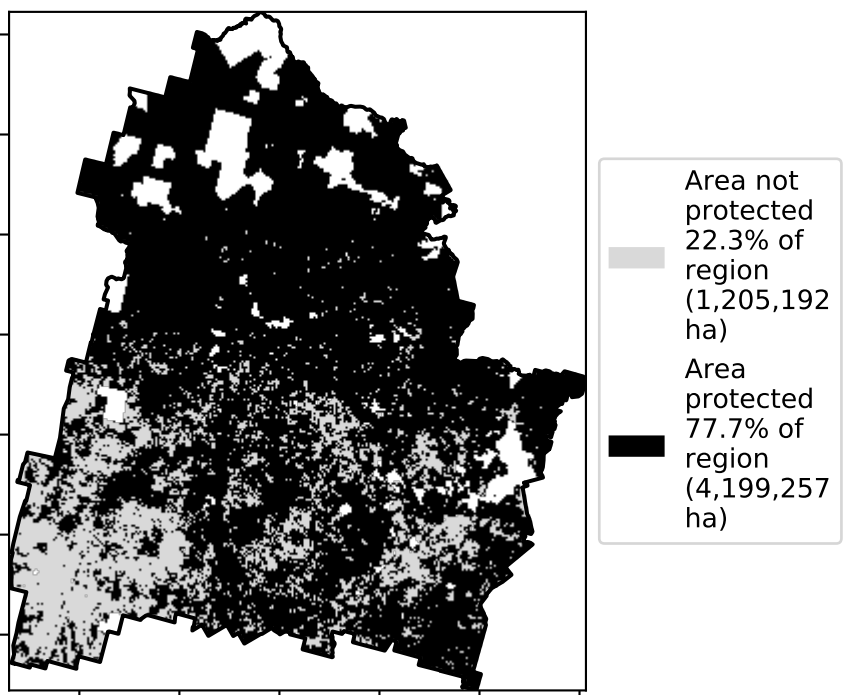 Area not
protected
22.3% of
region
(1,205,192
ha)
Area
protected
77.7% of
region
(4,199,257
ha)